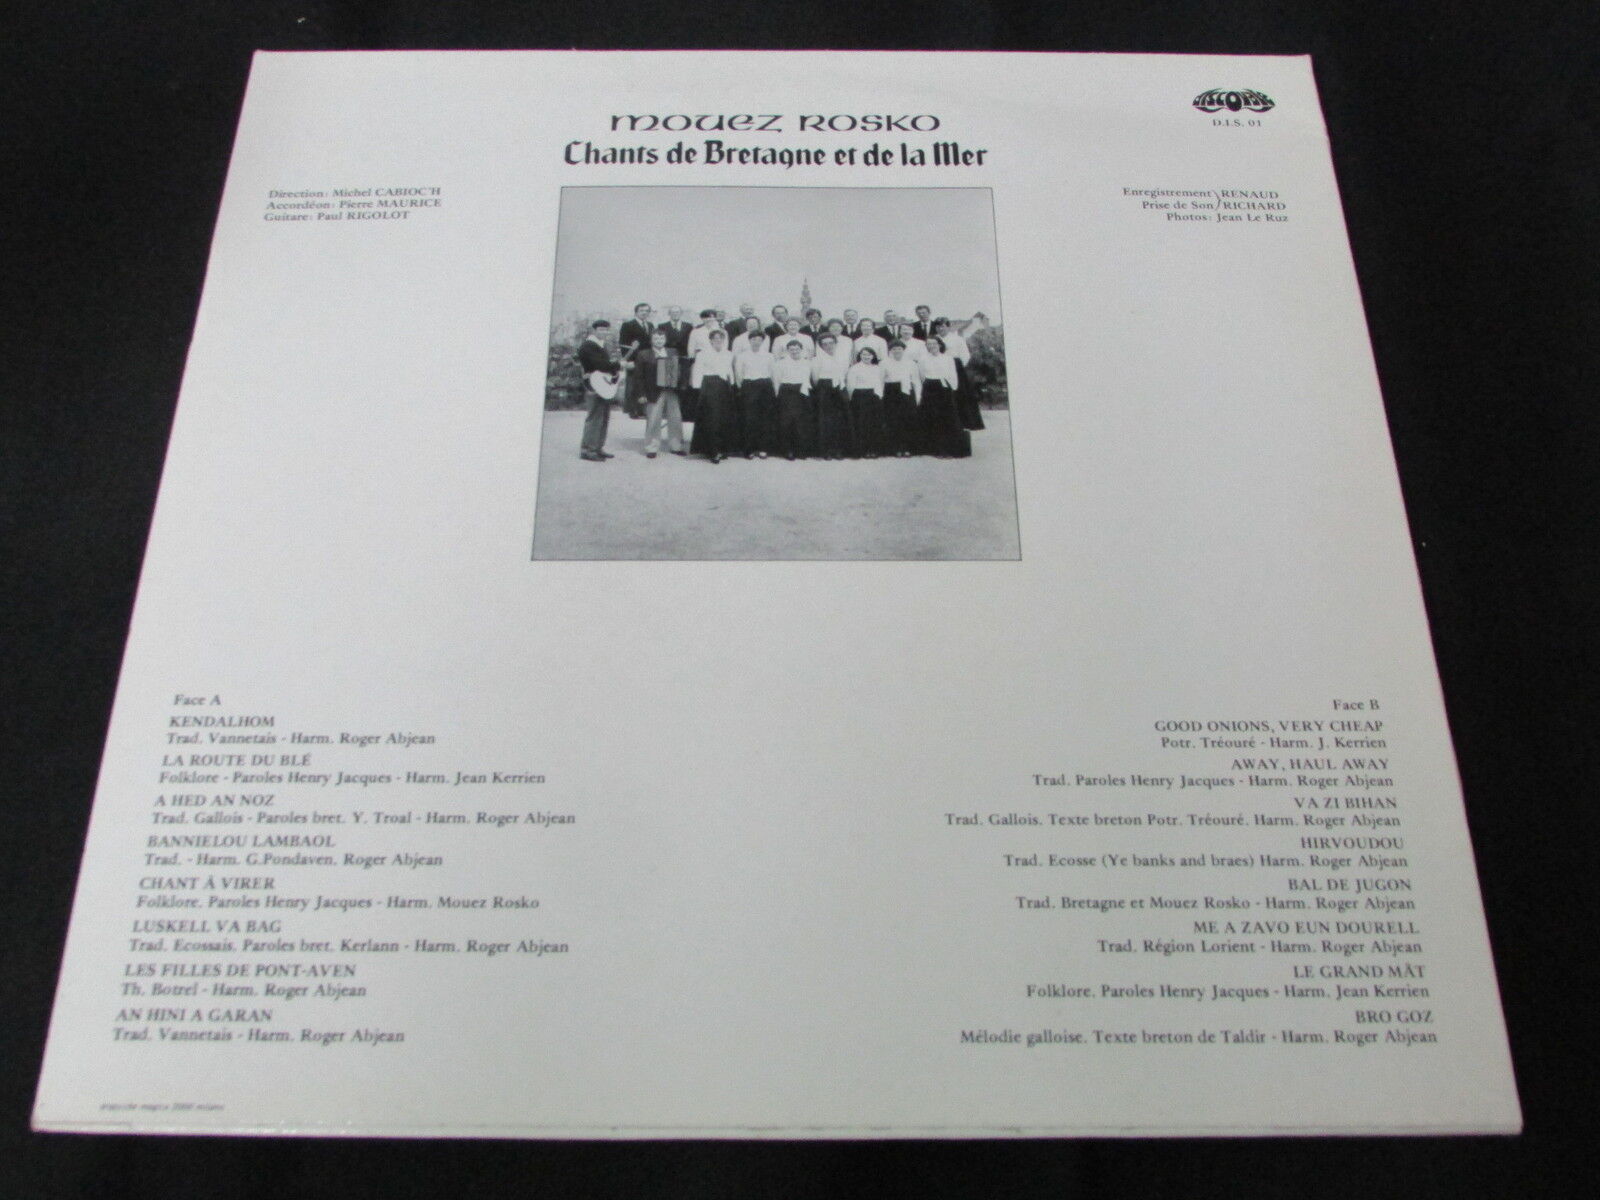 MOUEZ ROSKO
Chants de Bretagne et de la Mer
D.I.S. 01
Direction: Michel CABIOC'H
Accordéon: Pierre MAURICE
Guitare: Paul RIGOLOT
Enregistrement } RENAUD
Prise de Son } RICHARD
Photos: Jean Le Ruz
Face A
KENDALHOM
Trad. Vannetais - Harm. Roger Abjean
LA ROUTE DU BLÉ
Folklore - Paroles Henry Jacques - Harm. Jean Kerrien
A HED AN NOZ
Trad. Gallois - Paroles bret. Y. Troal - Harm. Roger Abjean
BANNIELOU LAMBAOL
Trad. - Harm. G.Pondaven. Roger Abjean
CHANT À VIRER
Folklore. Paroles Henry Jacques - Harm. Mouez Rosko
LUSKELL VA BAG
Trad. Ecossais. Paroles bret. Kerlann - Harm. Roger Abjean
LES FILLES DE PONT-AVEN
Th. Botrel - Harm. Roger Abjean
AN HINI A GARAN
Trad. Vannetais - Harm. Roger Abjean
Face B
GOOD ONIONS, VERY CHEAP
Potr. Tréouré - Harm. J. Kerrien
AWAY, HAUL AWAY
Trad. Paroles Henry Jacques - Harm. Roger Abjean
VA ZI BIHAN
Trad. Gallois. Texte breton Potr. Tréouré. Harm. Roger Abjean
HIRVOUDOU
Trad. Ecosse (Ye banks and braes) Harm. Roger Abjean
BAL DE JUGON
Trad. Bretagne et Mouez Rosko - Harm. Roger Abjean
ME A ZAVO EUN DOURELL
Trad. Région Lorient - Harm. Roger Abjean
LE GRAND MÂT
Folklore. Paroles Henry Jacques - Harm. Jean Kerrien
BRO GOZ
Mélodie galloise. Texte breton de Taldir - Harm. Roger Abjean